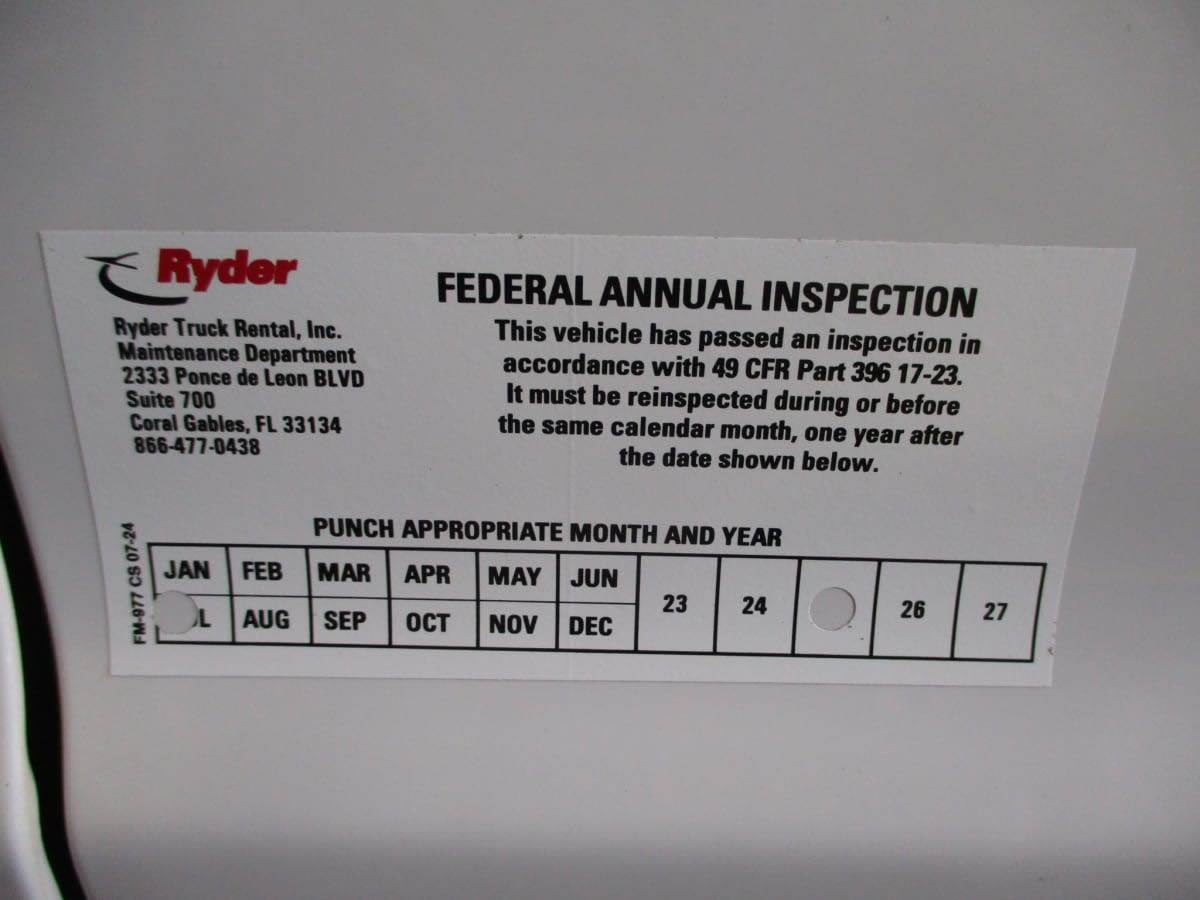 Ryder
Ryder Truck Rental, Inc.
Maintenance Department
2333 Ponce de Leon BLVD
Suite 700
Coral Gables, FL 33134
866-477-0438
FEDERAL ANNUAL INSPECTION
This vehicle has passed an inspection in
accordance with 49 CFR Part 396 17-23.
It must be reinspected during or before
the same calendar month, one year after
the date shown below.
PUNCH APPROPRIATE MONTH AND YEAR
FM-977 CS 07-24
JAN FEB MAR APR MAY JUN
AUG SEP OCT NOV DEC
23 24 26 27